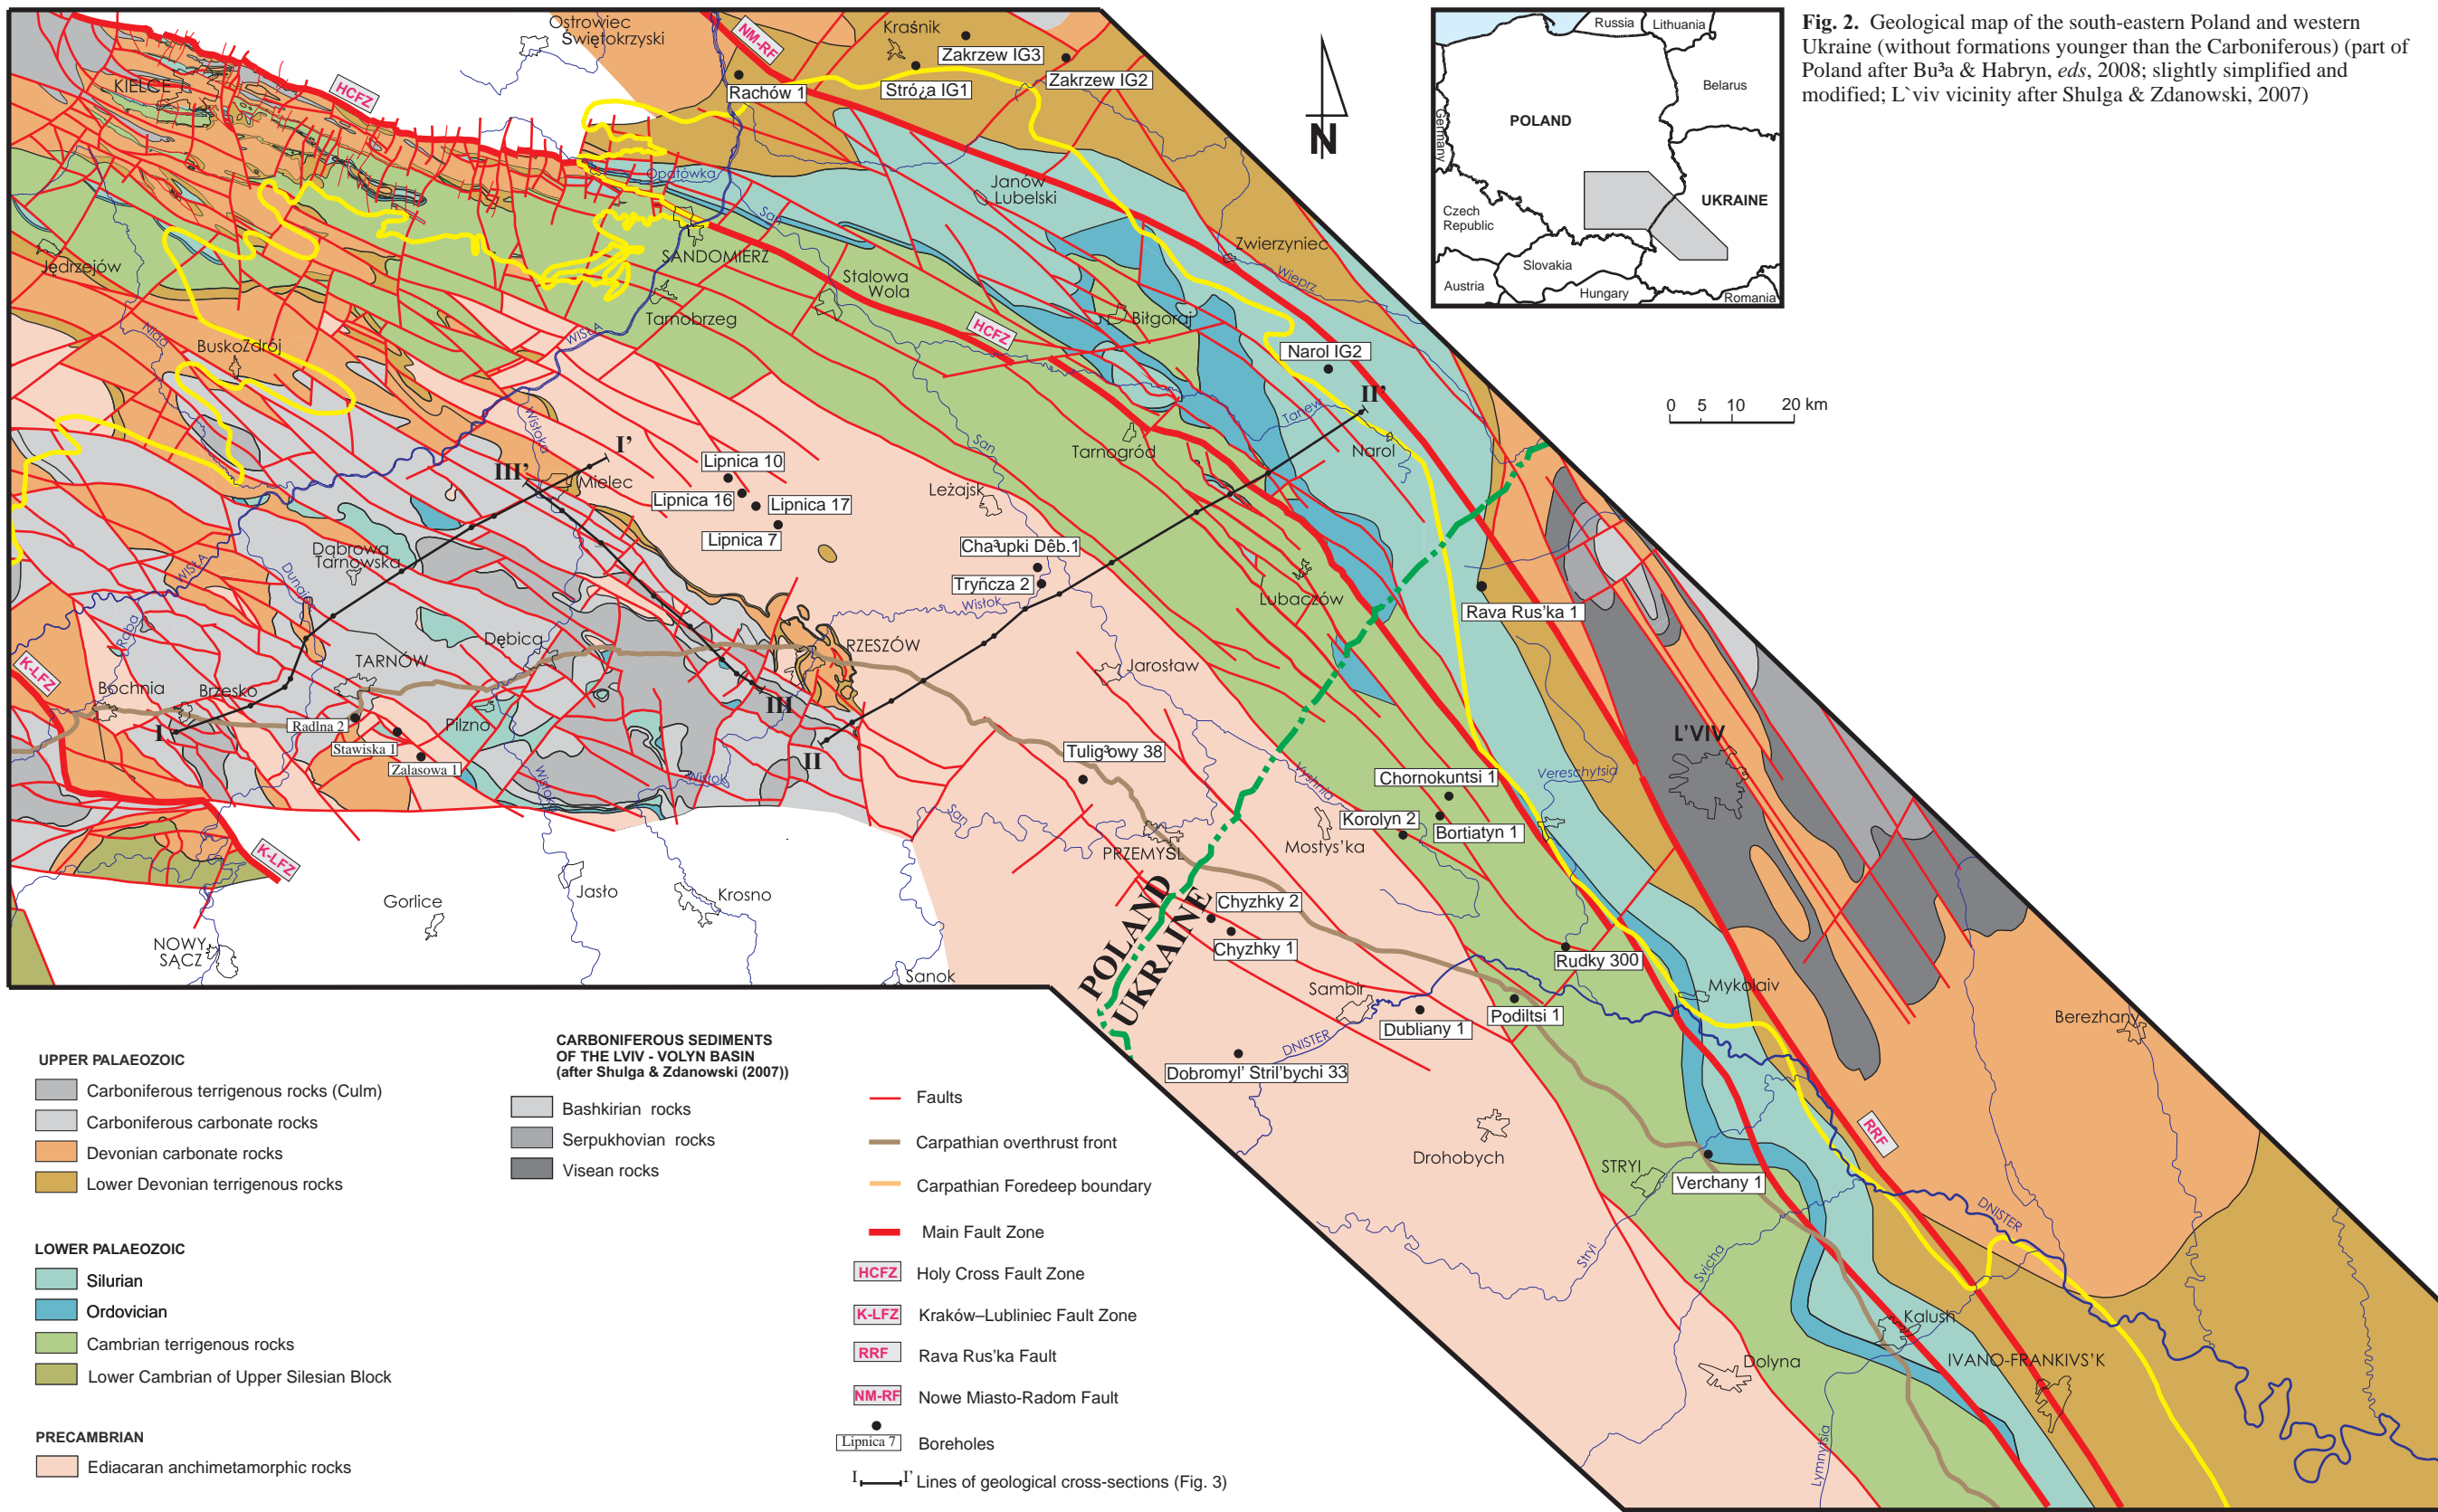 Fig. 2. Geological map of the south-eastern Poland and western
Ukraine (without formations younger than the Carboniferous) (part of
Poland after Bu³a & Habryn, eds, 2008; slightly simplified and
modified; L`viv vicinity after Shulga & Zdanowski, 2007)
Russia
Lithuania
Belarus
Germany
POLAND
UKRAINE
Czech
Republic
Slovakia
Austria
Hungary
Romania
N
0 5 10 20 km
Ostrowiec
Świętokrzyski
NM-RF
Kraśnik
Zakrzew IG3
Zakrzew IG2
Rachów 1
Stró¿a IG1
KIELCE
HCFZ
Opatówka
San
Janów
Lubelski
Zwierzyniec
Wieprz
Jędrzejów
SANDOMIERZ
Stalowa
Wola
Tarnobrzeg
HCFZ
Biłgoraj
Nida
BuskoZdrój
WISŁA
Narol IG2
II'
Tanew
Narol
Wisłoka
I'
III'
Mielec
Lipnica 10
Lipnica 16
Lipnica 17
Lipnica 7
Leżajsk
San
Tarnogród
Dąbrowa
Tarnowska
WISŁA
Dunajec
Cha³upki Dêb.1
Tryñcza 2
Wisłok
Lubaczów
Rava Rus'ka 1
Raba
Dębica
TARNÓW
RZESZÓW
Jarosław
K-LFZ
Bochnia
Brzesko
I
Radlna 2
Stawiska 1
Zalasowa 1
Pilzno
III
II
Wisłoka
Wisłok
Tulig³owy 38
Vyshnia
Chornokuntsi 1
Korolyn 2
Bortiatyn 1
Vereschytsia
L'VIV
San
PRZEMYŚL
Mostys'ka
K-LFZ
Gorlice
Jasło
Krosno
NOWY
SĄCZ
Sanok
POLAND
UKRAINE
Chyzhky 2
Chyzhky 1
Rudky 300
Sambir
Dubliany 1
Podiltsi 1
Mykolaiv
Berezhany
DNISTER
Dobromyl' Stril'bychi 33
Drohobych
STRYI
Verchany 1
RRF
DNISTER
Stryi
Svicha
Kalush
Dolyna
IVANO-FRANKIVS'K
Lymnytsia
UPPER PALAEOZOIC
Carboniferous terrigenous rocks (Culm)
Carboniferous carbonate rocks
Devonian carbonate rocks
Lower Devonian terrigenous rocks
LOWER PALAEOZOIC
Silurian
Ordovician
Cambrian terrigenous rocks
Lower Cambrian of Upper Silesian Block
PRECAMBRIAN
Ediacaran anchimetamorphic rocks
CARBONIFEROUS SEDIMENTS
OF THE LVIV - VOLYN BASIN
(after Shulga & Zdanowski (2007))
Bashkirian rocks
Serpukhovian rocks
Visean rocks
Faults
Carpathian overthrust front
Carpathian Foredeep boundary
Main Fault Zone
HCFZ Holy Cross Fault Zone
K-LFZ Kraków–Lubliniec Fault Zone
RRF Rava Rus'ka Fault
NM-RF Nowe Miasto-Radom Fault
Lipnica 7 Boreholes
I I' Lines of geological cross-sections (Fig. 3)